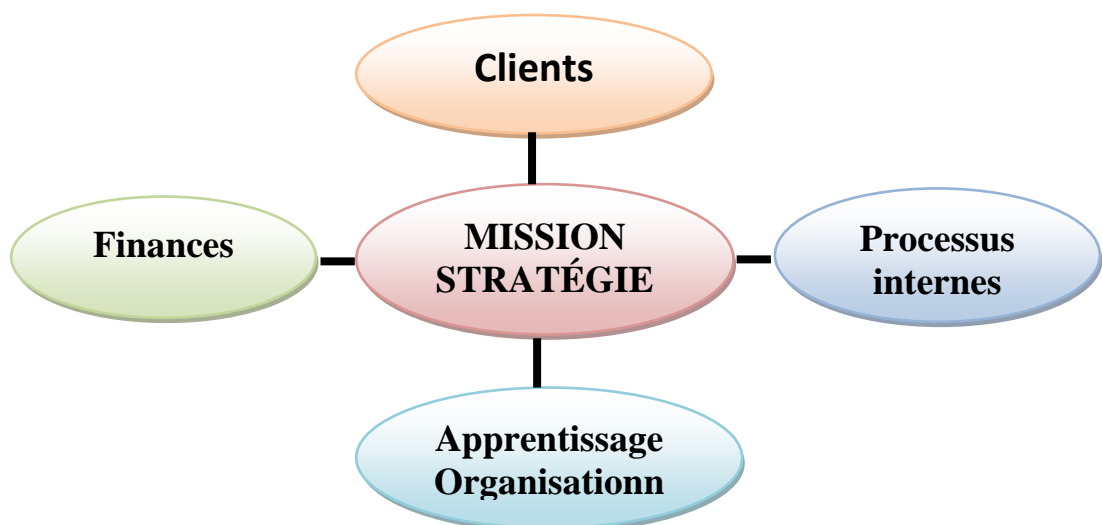 Clients
Finances
MISSION
STRATÉGIE
Processus
internes
Apprentissage
Organisationn